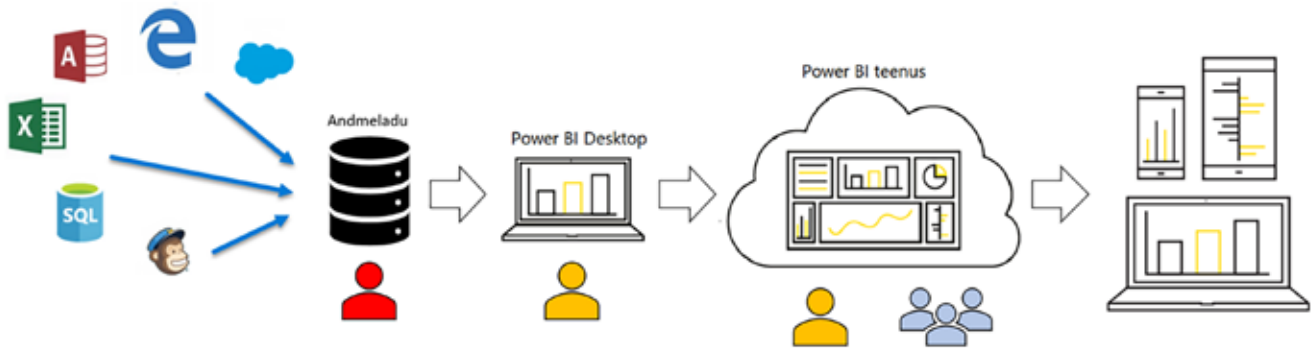 A
X
SQL
Andmeladu
Power BI Desktop
Power BI teenus